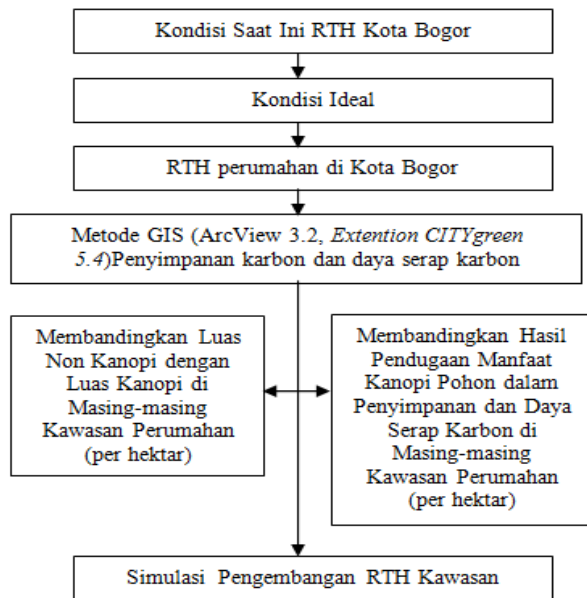 Kondisi Saat Ini RTH Kota Bogor
Kondisi Ideal
RTH perumahan di Kota Bogor
Metode GIS (ArcView 3.2, Extention CITYgreen
5.4)Penyimpanan karbon dan daya serap karbon
Membandingkan Luas
Non Kanopi dengan
Luas Kanopi di
Masing-masing
Kawasan Perumahan
(per hektar)
Membandingkan Hasil
Pendugaan Manfaat
Kanopi Pohon dalam
Penyimpanan dan Daya
Serap Karbon di
Masing-masing
Kawasan Perumahan
(per hektar)
Simulasi Pengembangan RTH Kawasan